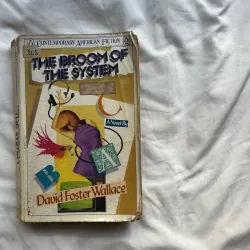 CONTEMPORARY AMERICAN FICTION
THE BROOM OF
THE SYSTEM
A Novel By
David Foster Wallace